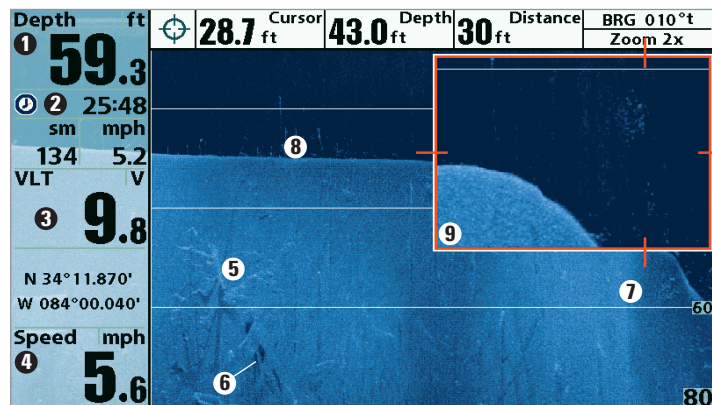 Depth ft
1 59.3
2 25:48
sm mph
134 5.2
VLT V
3 9.8
N 34°11.870'
W 084°00.040'
Speed mph
4 5.6
28.7 ft Cursor
43.0 ft Depth
30 ft Distance
BRG 010°t
Zoom 2x
8
9
5
7
60
6
80